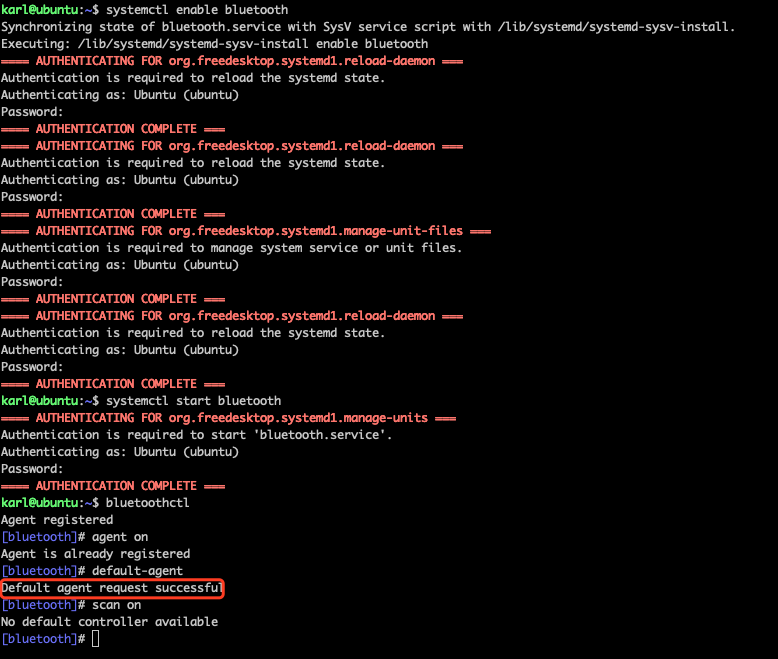 karl@ubuntu:~$ systemctl enable bluetooth
Synchronizing state of bluetooth.service with SysV service script with /lib/systemd/systemd-sysv-install.
Executing: /lib/systemd/systemd-sysv-install enable bluetooth
==== AUTHENTICATING FOR org.freedesktop.systemd1.reload-daemon ===
Authentication is required to reload the systemd state.
Authenticating as: Ubuntu (ubuntu)
Password:
==== AUTHENTICATION COMPLETE ===
==== AUTHENTICATING FOR org.freedesktop.systemd1.reload-daemon ===
Authentication is required to reload the systemd state.
Authenticating as: Ubuntu (ubuntu)
Password:
==== AUTHENTICATION COMPLETE ===
==== AUTHENTICATING FOR org.freedesktop.systemd1.manage-unit-files ===
Authentication is required to manage system service or unit files.
Authenticating as: Ubuntu (ubuntu)
Password:
==== AUTHENTICATION COMPLETE ===
==== AUTHENTICATING FOR org.freedesktop.systemd1.reload-daemon ===
Authentication is required to reload the systemd state.
Authenticating as: Ubuntu (ubuntu)
Password:
==== AUTHENTICATION COMPLETE ===
karl@ubuntu:~$ systemctl start bluetooth
==== AUTHENTICATING FOR org.freedesktop.systemd1.manage-units ===
Authentication is required to start 'bluetooth.service'.
Authenticating as: Ubuntu (ubuntu)
Password:
==== AUTHENTICATION COMPLETE ===
karl@ubuntu:~$ bluetoothctl
Agent registered
[bluetooth]# agent on
Agent is already registered
[bluetooth]# default-agent
Default agent request successful
[bluetooth]# scan on
No default controller available
[bluetooth]#